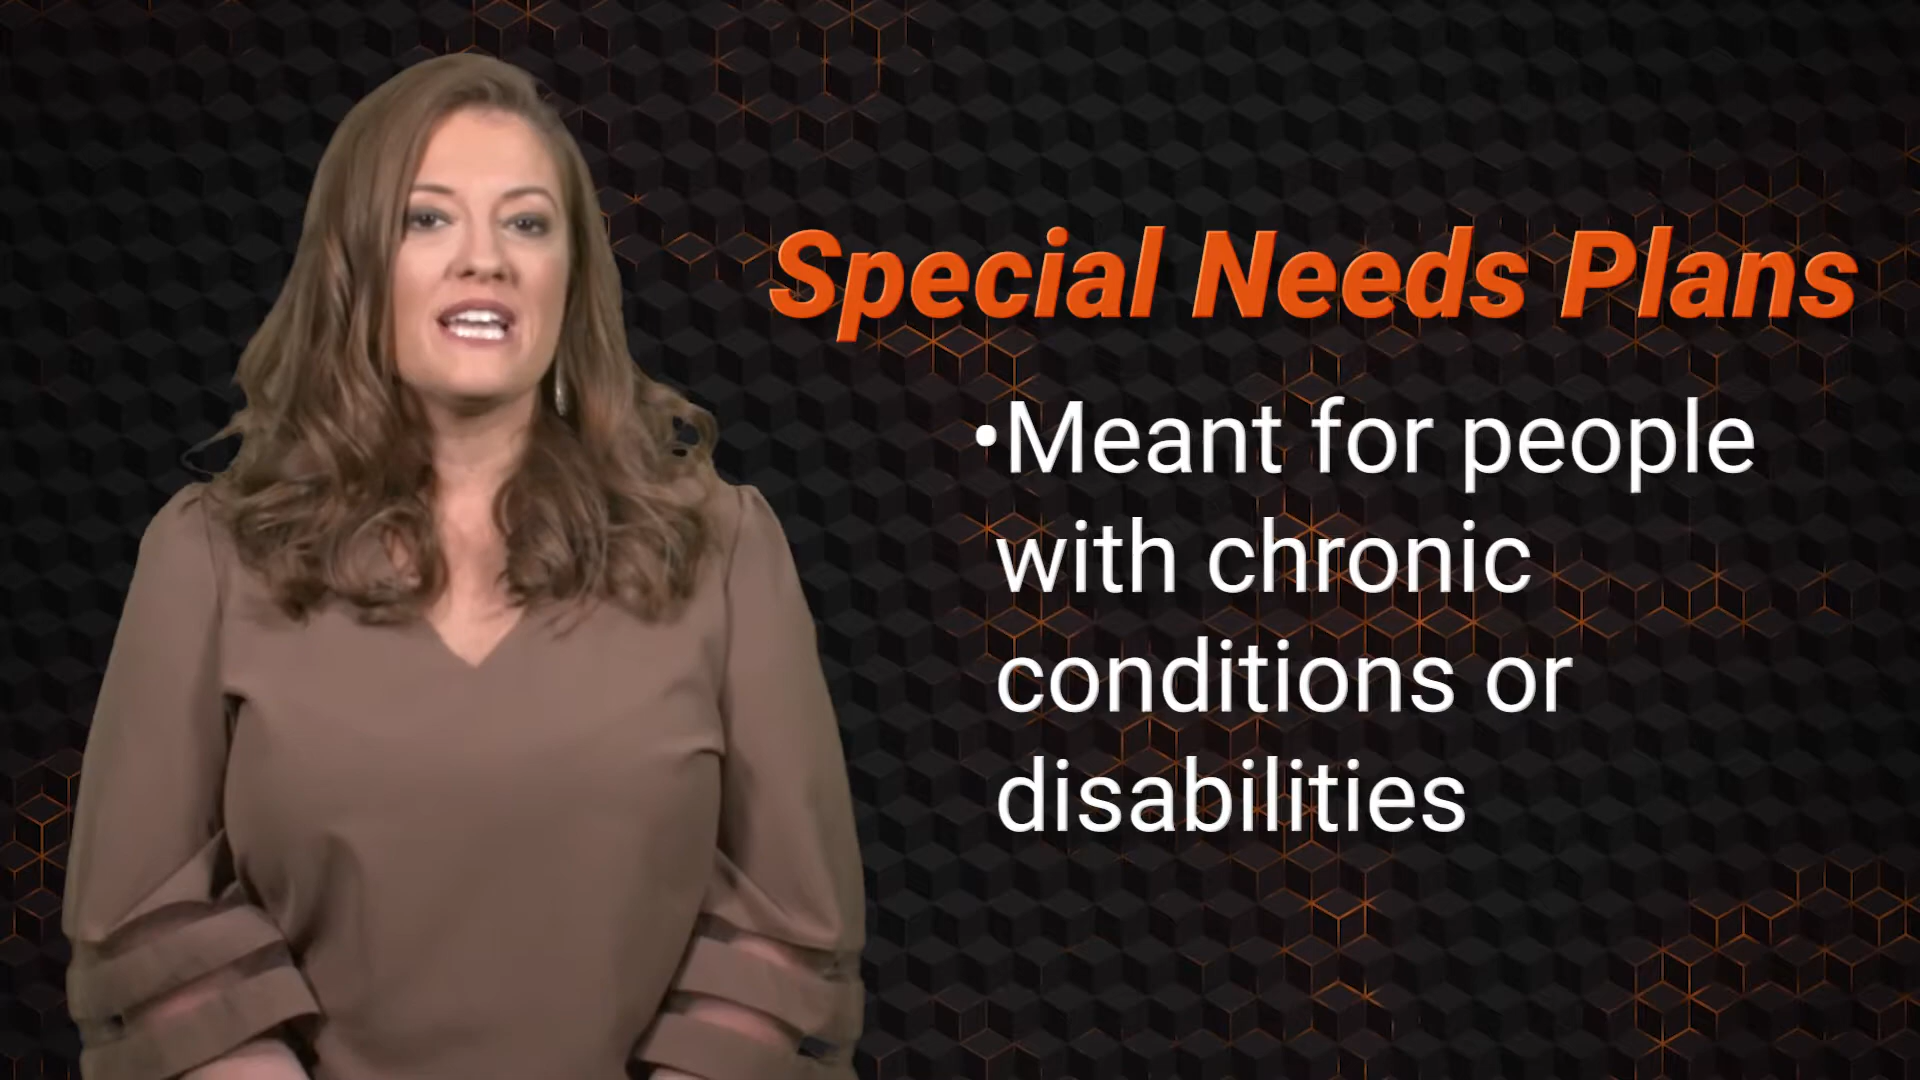 Special Needs Plans
•Meant for people
with chronic
conditions or
disabilities